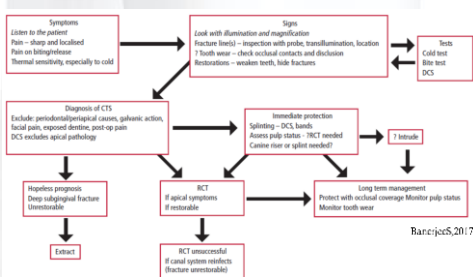 Symptoms
Listen to the patient
Pain – sharp and localised
Pain on biting/release
Thermal sensitivity, especially to cold
Signs
Look with illumination and magnification
Fracture line(s) – inspection with probe, transillumination, location
? Tooth wear – check occlusal contacts and disclusion
Restorations – weaken teeth, hide fractures
Tests
Cold test
Bite test
DCS
Diagnosis of CTS
Exclude: periodontal/periapical causes, galvanic action,
facial pain, exposed dentine, post-op pain
DCS excludes apical pathology
Immediate protection
Splinting – DCS, bands
Assess pulp status - ?RCT needed
Canine riser or splint needed?
? Intrude
Hopeless prognosis
Deep subgingival fracture
Unrestorable
RCT
If apical symptoms
If restorable
Long term management
Protect with occlusal coverage Monitor pulp status
Monitor tooth wear
BanerjeeS,2017
Extract
RCT unsuccessful
If canal system reinfects
(fracture unrestorable)